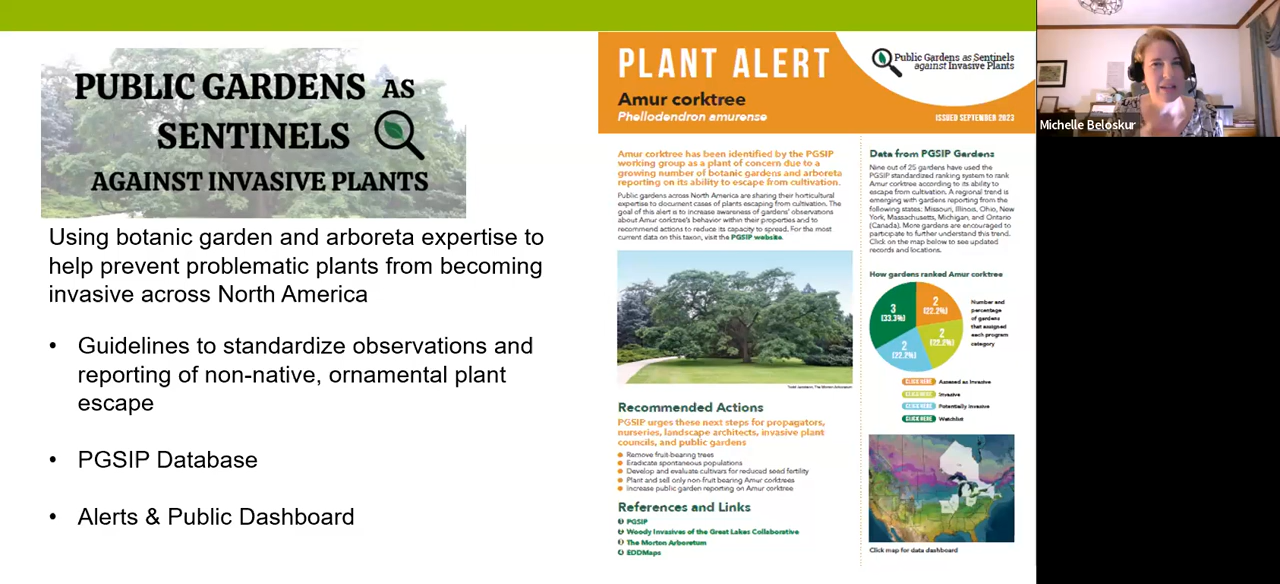 PUBLIC GARDENS AS
SENTINELS
AGAINST INVASIVE PLANTS
Using botanic garden and arboreta expertise to
help prevent problematic plants from becoming
invasive across North America
• Guidelines to standardize observations and
reporting of non-native, ornamental plant
escape
• PGSIP Database
• Alerts & Public Dashboard
PLANT ALERT
Amur corktree
Phellodendron amurense
Public Gardens as Sentinels
against Invasive Plants
ISSUED SEPTEMBER 2023
Amur corktree has been identified by the PGSIP
working group as a plant of concern due to a
growing number of botanic gardens and arboreta
reporting on its ability to escape from cultivation.
Public gardens across North America are sharing their horticultural
expertise to document cases of plants escaping from cultivation. The
goal of this alert is to increase awareness of gardens' observations
about Amur corktree's behavior within their properties and to
recommend actions to reduce its capacity to spread. For the most
current data on this taxon, visit the PGSIP website.
The Morton Arboretum
Recommended Actions
PGSIP urges these next steps for propagators,
nurseries, landscape architects, invasive plant
councils, and public gardens
Remove fruit-bearing trees
Eradicate spontaneous populations
Develop and evaluate cultivars for reduced seed fertility
Plant and sell only non-fruit bearing Amur corktrees
Increase public garden reporting on Amur corktree
References and Links
PGSIP
Woody Invasives of the Great Lakes Collaborative
The Morton Arboretum
EDDMaps
Data from PGSIP Gardens
Nine out of 25 gardens have used the
PGSIP standardized ranking system to rank
Amur corktree according to its ability to
escape from cultivation. A regional trend is
emerging with gardens reporting from the
following states: Missouri, Illinois, Ohio, New
York, Massachusetts, Michigan, and Ontario
(Canada). More gardens are encouraged to
participate to further understand this trend.
Click on the map below to see updated
records and locations.
How gardens ranked Amur corktree
3
(33.3%)
2
(22.2%)
2
(22.2%)
2
(22.2%)
Number and
percentage
of gardens
that assigned
each program
category
CLICK HERE Assessed as Invasive
CLICK HERE Invasive
CLICK HERE Potentially Invasive
CLICK HERE Watchlist
Click map for data dashboard
Michelle Beloskur